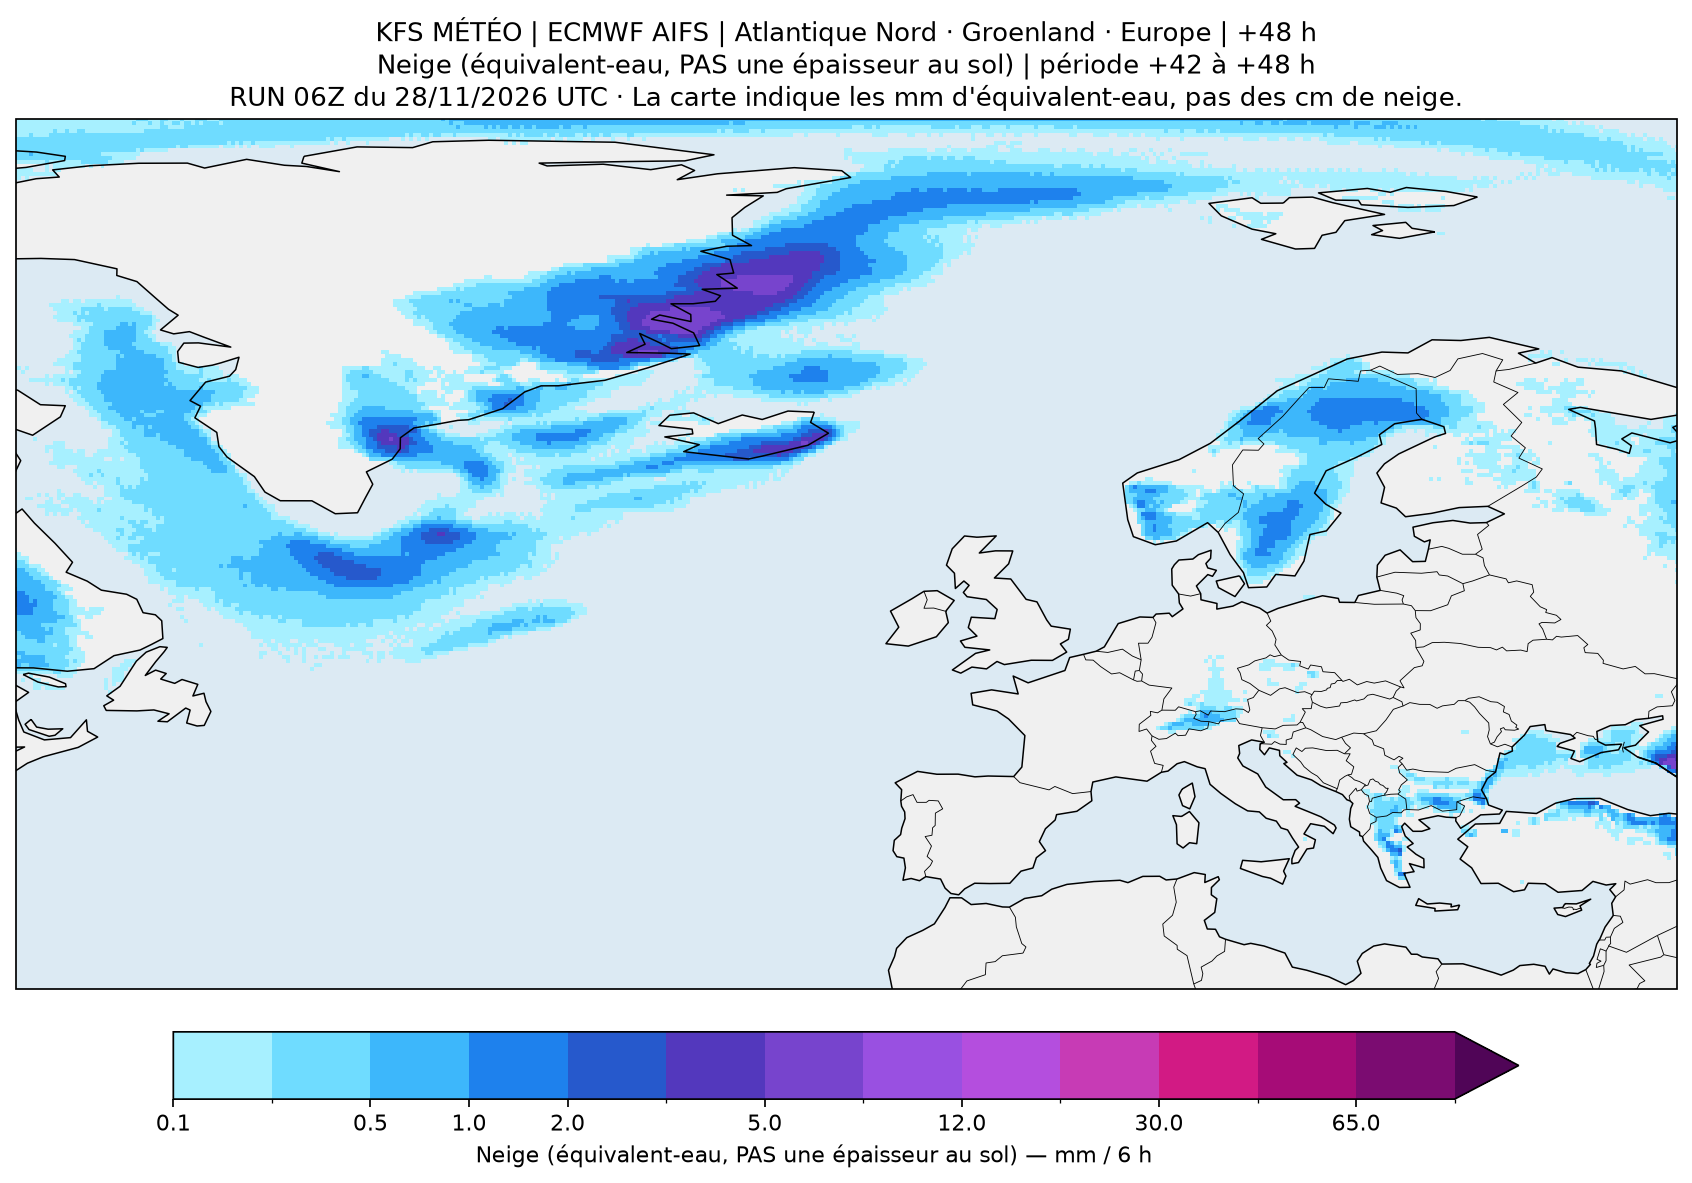 KFS MÉTÉO | ECMWF AIFS | Atlantique Nord · Groenland · Europe | +48 h
Neige (équivalent-eau, PAS une épaisseur au sol) | période +42 à +48 h
RUN 06Z du 28/11/2026 UTC · La carte indique les mm d'équivalent-eau, pas des cm de neige.
0.1 0.5 1.0 2.0 5.0 12.0 30.0 65.0
Neige (équivalent-eau, PAS une épaisseur au sol) — mm / 6 h